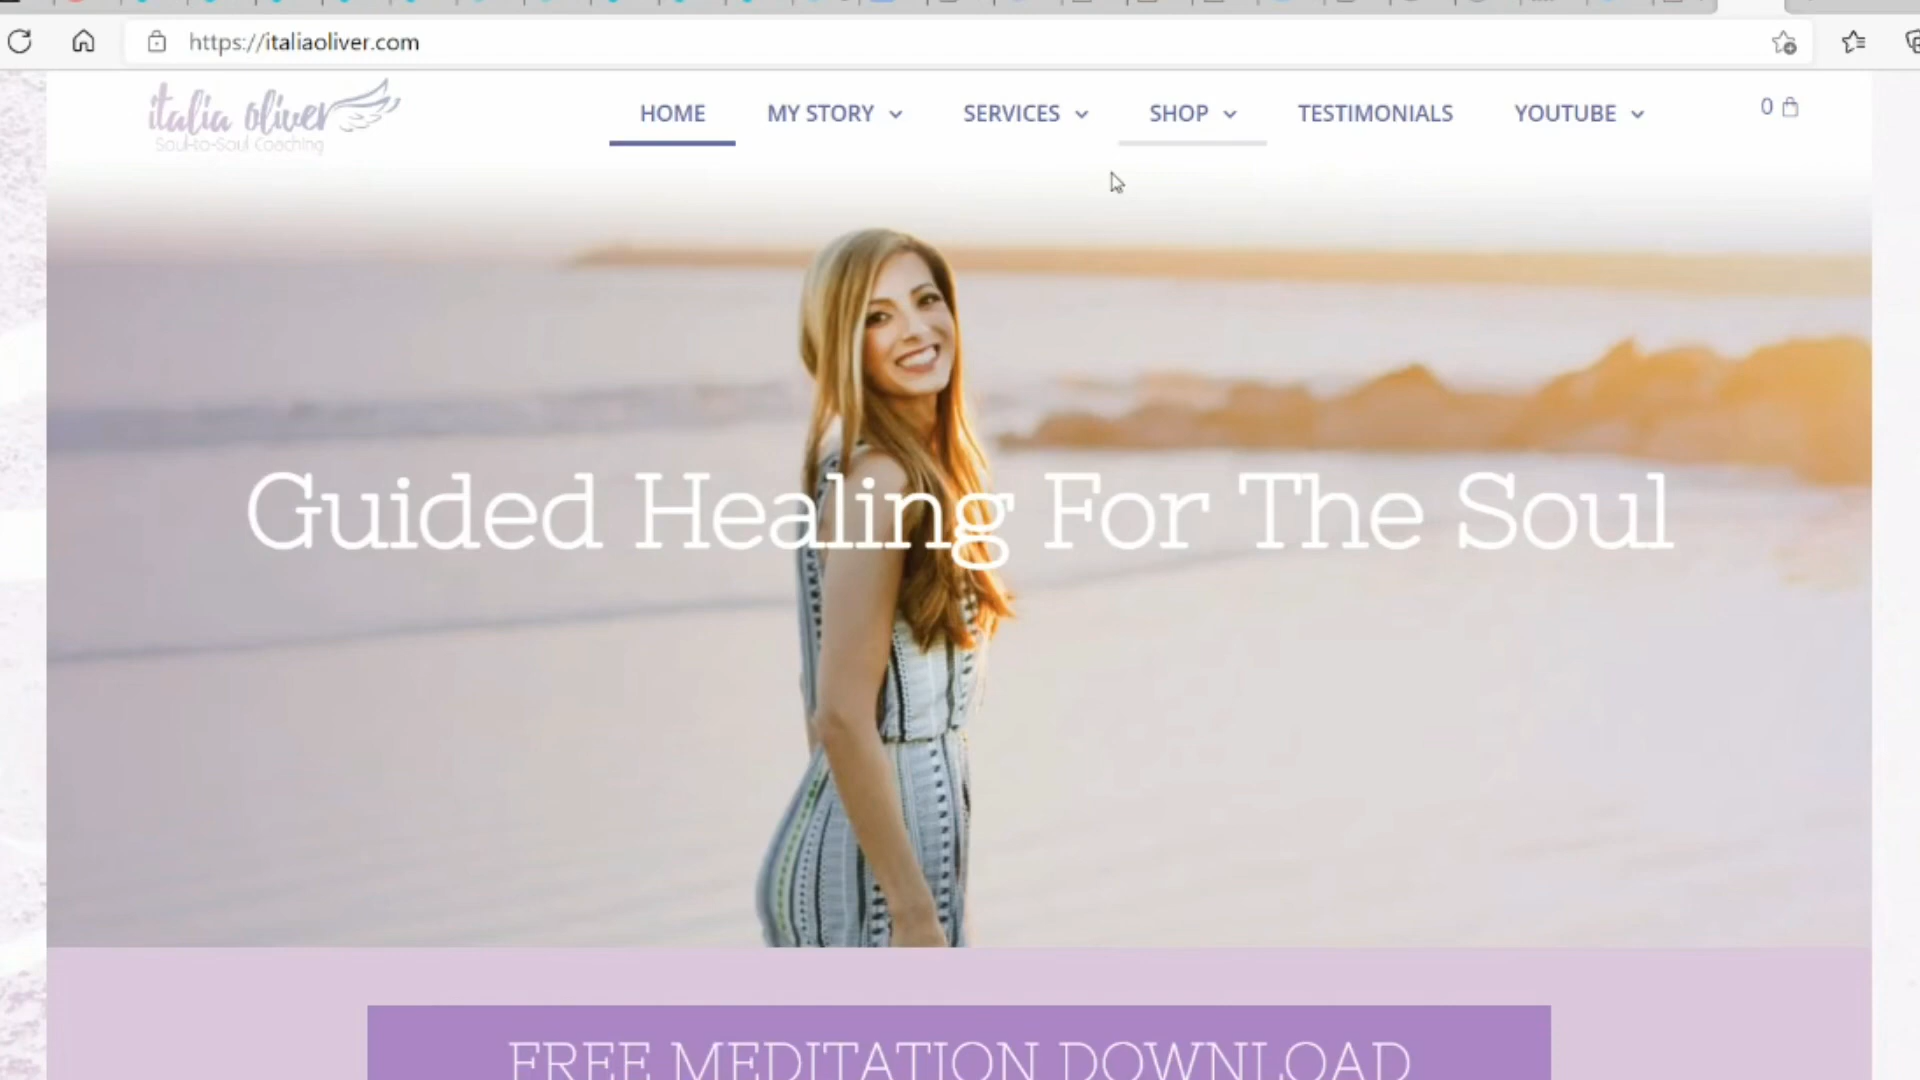 https://italiaoliver.com
italia oliver
Soul-to-Soul Coaching
HOME MY STORY SERVICES SHOP TESTIMONIALS YOUTUBE 0
Guided Healing For The Soul
FREE MEDITATION DOWNLOAD